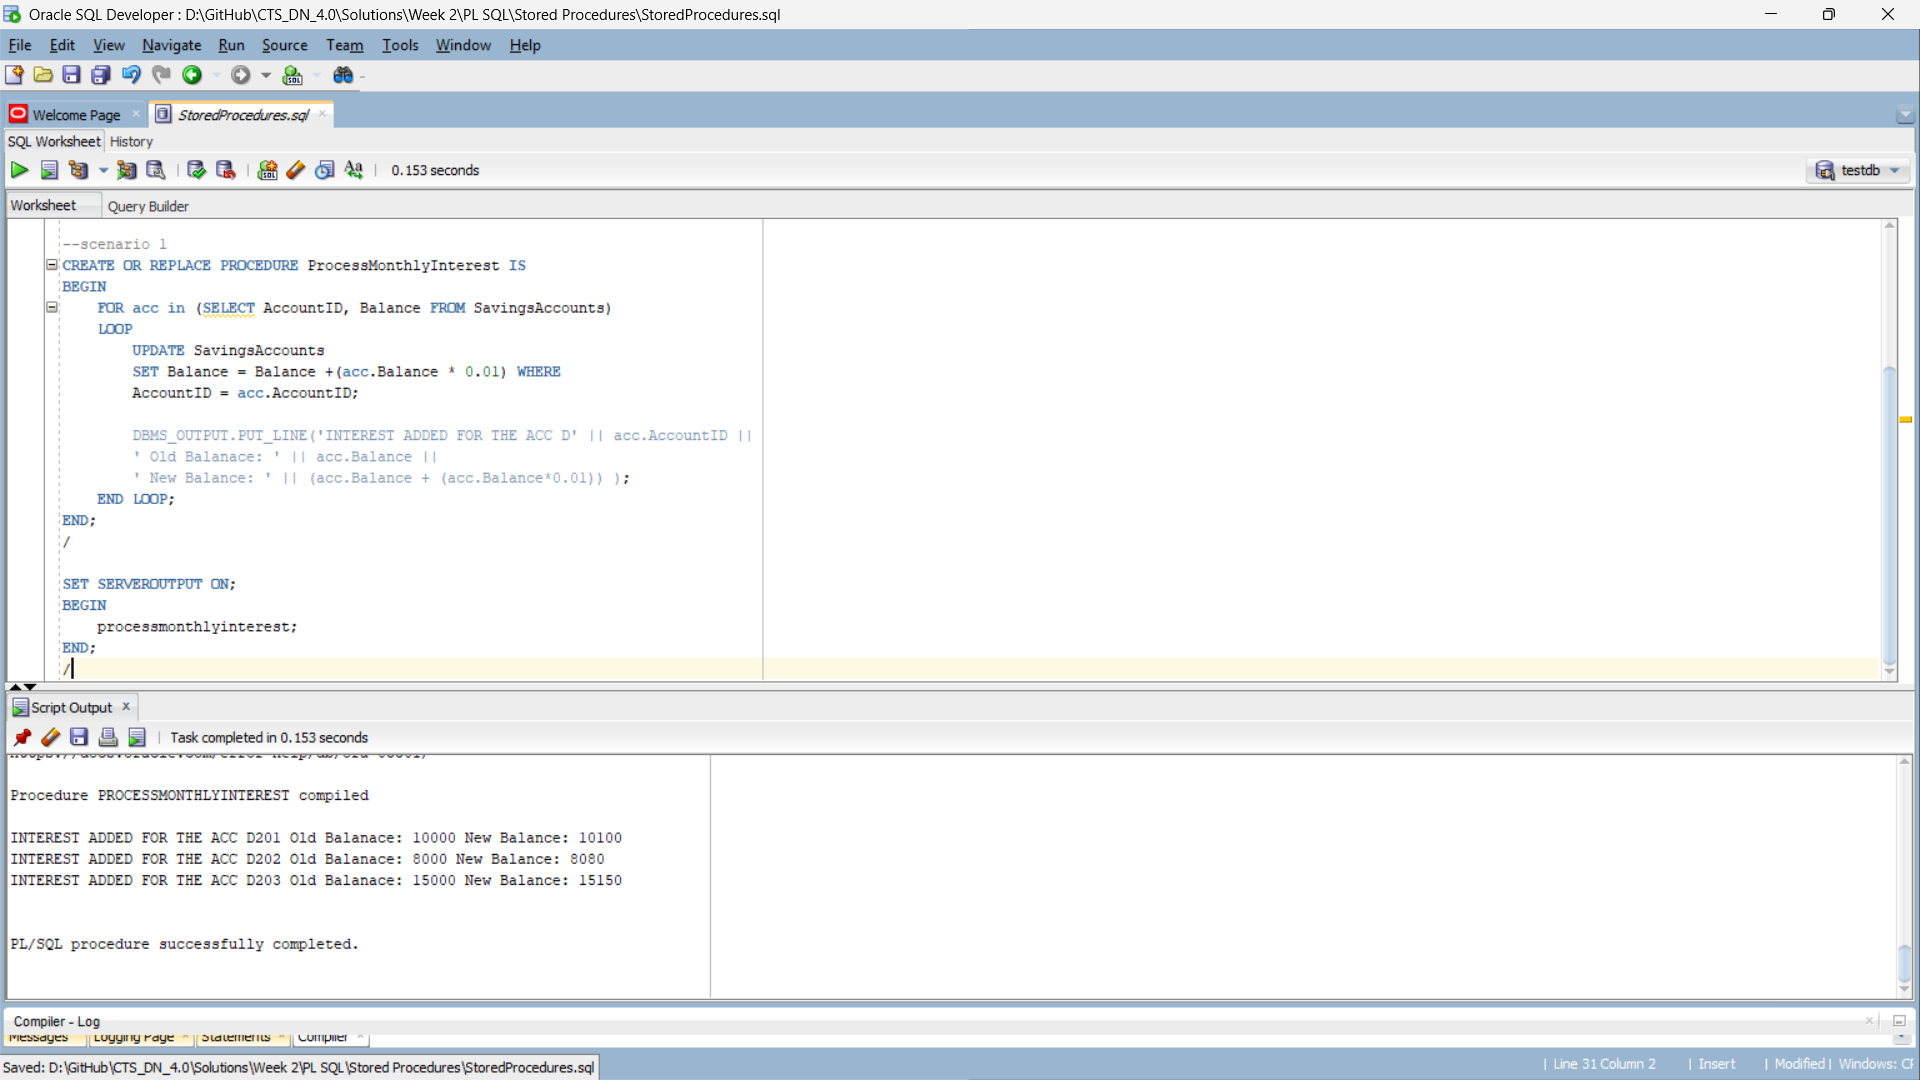 Oracle SQL Developer : D:\GitHub\CTS_DN_4.0\Solutions\Week 2\PL SQL\Stored Procedures\StoredProcedures.sql
File Edit View Navigate Run Source Team Tools Window Help
Welcome Page StoredProcedures.sql
SQL Worksheet History
0.153 seconds
testdb
Worksheet Query Builder
--scenario 1
CREATE OR REPLACE PROCEDURE ProcessMonthlyInterest IS
BEGIN
FOR acc in (SELECT AccountID, Balance FROM SavingsAccounts)
LOOP
UPDATE SavingsAccounts
SET Balance = Balance +(acc.Balance * 0.01) WHERE
AccountID = acc.AccountID;
DBMS_OUTPUT.PUT_LINE('INTEREST ADDED FOR THE ACC D' || acc.AccountID ||
' Old Balanace: ' || acc.Balance ||
' New Balance: ' || (acc.Balance + (acc.Balance*0.01)) );
END LOOP;
END;
/
SET SERVEROUTPUT ON;
BEGIN
processmonthlyinterest;
END;
/
Script Output
Task completed in 0.153 seconds
Procedure PROCESSMONTHLYINTEREST compiled
INTEREST ADDED FOR THE ACC D201 Old Balanace: 10000 New Balance: 10100
INTEREST ADDED FOR THE ACC D202 Old Balanace: 8000 New Balance: 8080
INTEREST ADDED FOR THE ACC D203 Old Balanace: 15000 New Balance: 15150
PL/SQL procedure successfully completed.
Compiler - Log
Messages Logging Page Statements Compiler
Saved: D:\GitHub\CTS_DN_4.0\Solutions\Week 2\PL SQL\Stored Procedures\StoredProcedures.sql
Line 31 Column 2 Insert Modified Windows: